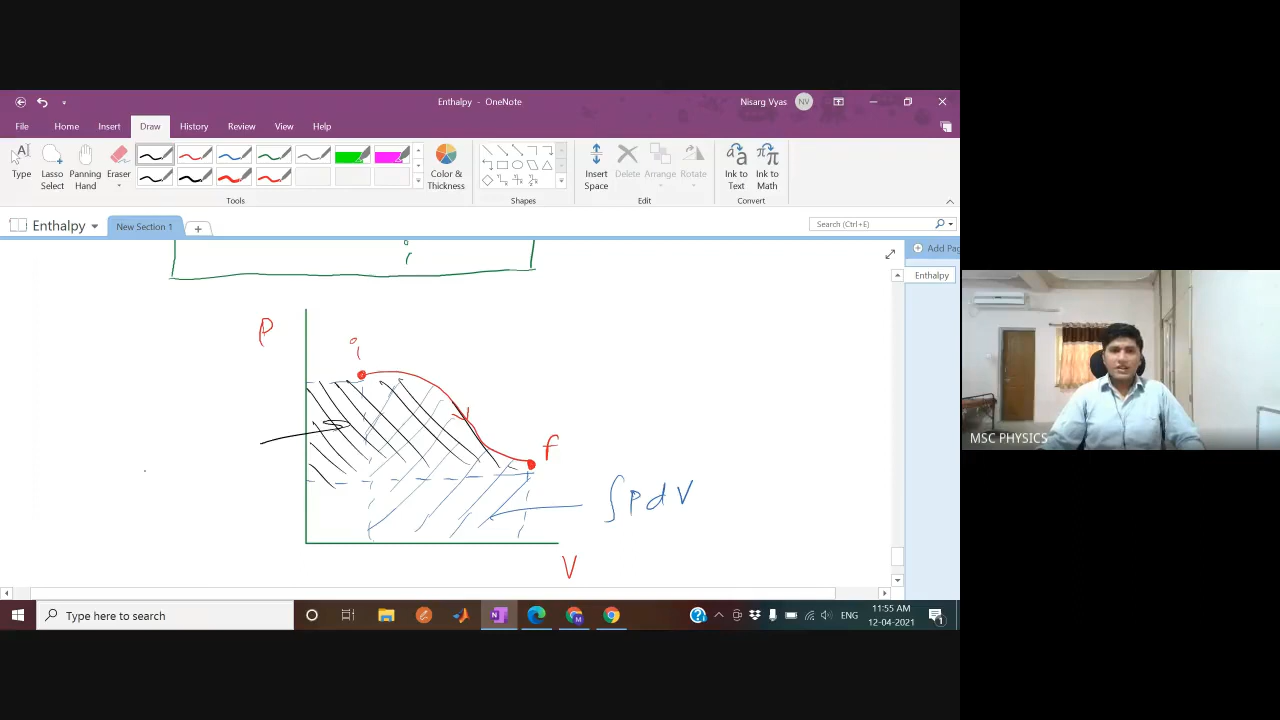 Enthalpy - OneNote
Nisarg Vyas NV
File Home Insert Draw View History Review View Help
Type
Lasso Select
Panning Hand
Eraser
Color & Thickness
Insert Space
Delete
Arrange
Rotate
Ink to Text
Ink to Math
Tools
Shapes
Edit
Convert
Enthalpy
New Section 1
+
Search (Ctrl+E)
Add Pag
Enthalpy
i
P
i
f
∫PdV
V
MSC PHYSICS
Type here to search
ENG
11:55 AM
12-04-2021